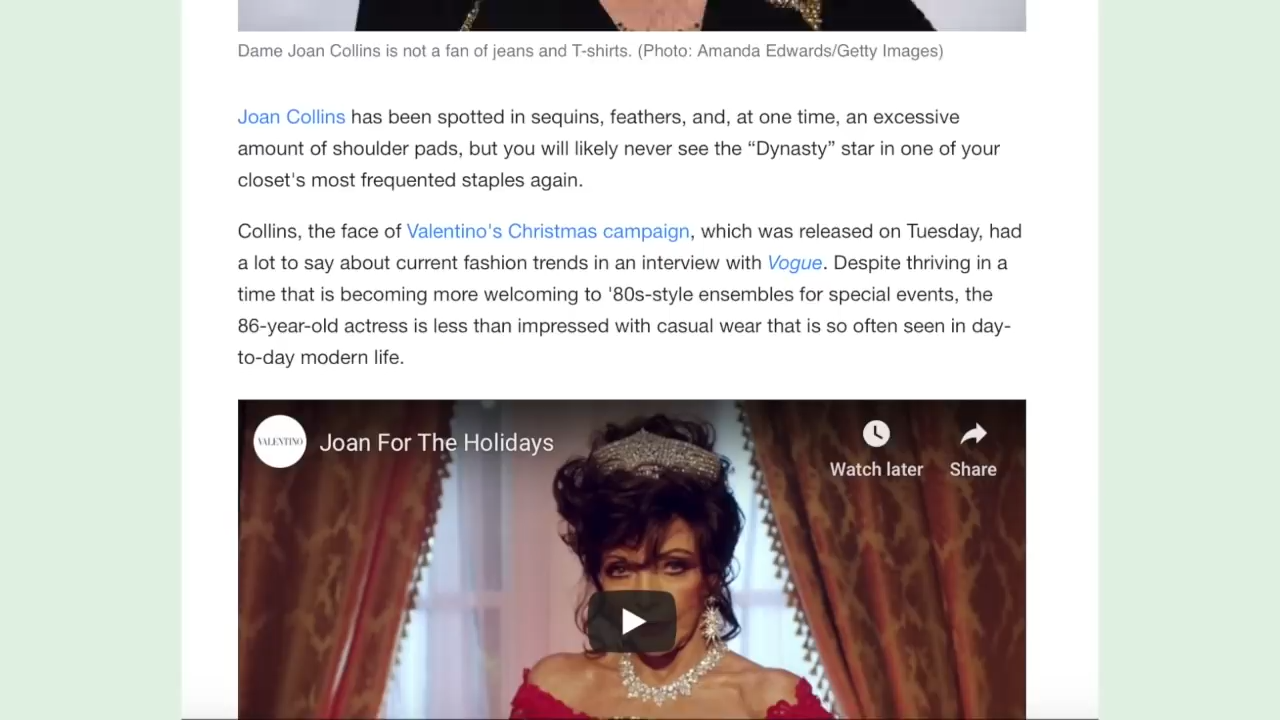 Dame Joan Collins is not a fan of jeans and T-shirts. (Photo: Amanda Edwards/Getty Images)
Joan Collins has been spotted in sequins, feathers, and, at one time, an excessive
amount of shoulder pads, but you will likely never see the “Dynasty” star in one of your
closet's most frequented staples again.
Collins, the face of Valentino's Christmas campaign, which was released on Tuesday, had
a lot to say about current fashion trends in an interview with Vogue. Despite thriving in a
time that is becoming more welcoming to '80s-style ensembles for special events, the
86-year-old actress is less than impressed with casual wear that is so often seen in day-
to-day modern life.
VALENTINO
Joan For The Holidays
Watch later
Share